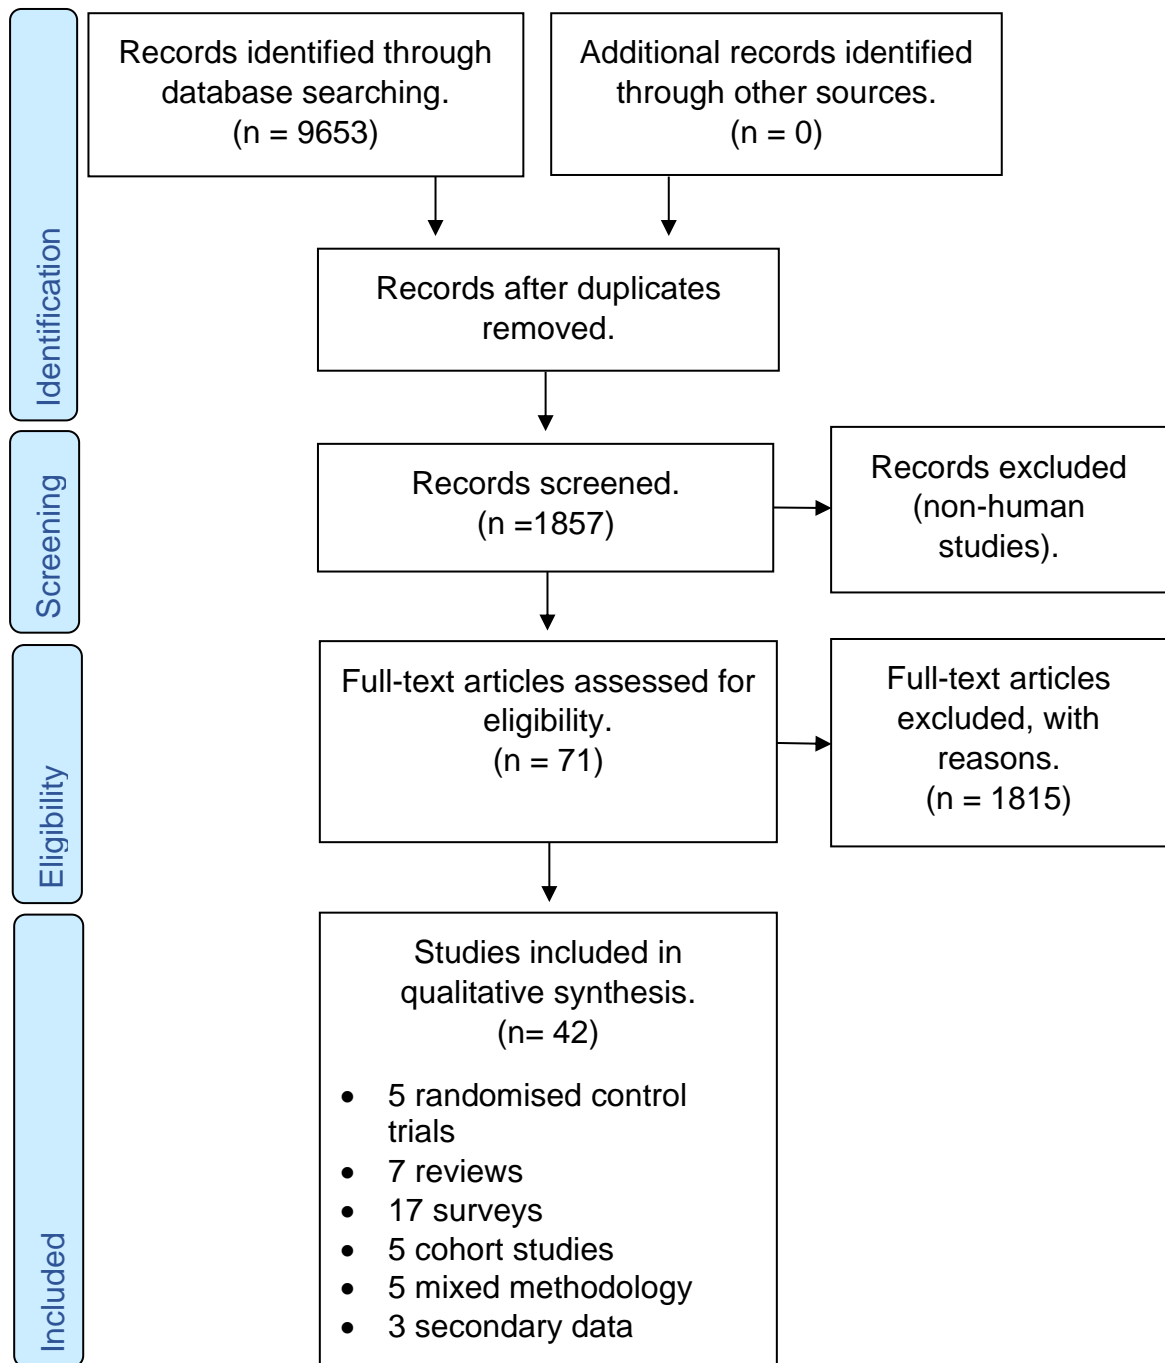 Identification
Records identified through
database searching.
(n = 9653)
Additional records identified
through other sources.
(n = 0)
Records after duplicates
removed.
Screening
Records screened.
(n =1857)
Records excluded
(non-human
studies).
Eligibility
Full-text articles assessed for
eligibility.
(n = 71)
Full-text articles
excluded, with
reasons.
(n = 1815)
Included
Studies included in
qualitative synthesis.
(n= 42)
• 5 randomised control
trials
• 7 reviews
• 17 surveys
• 5 cohort studies
• 5 mixed methodology
• 3 secondary data